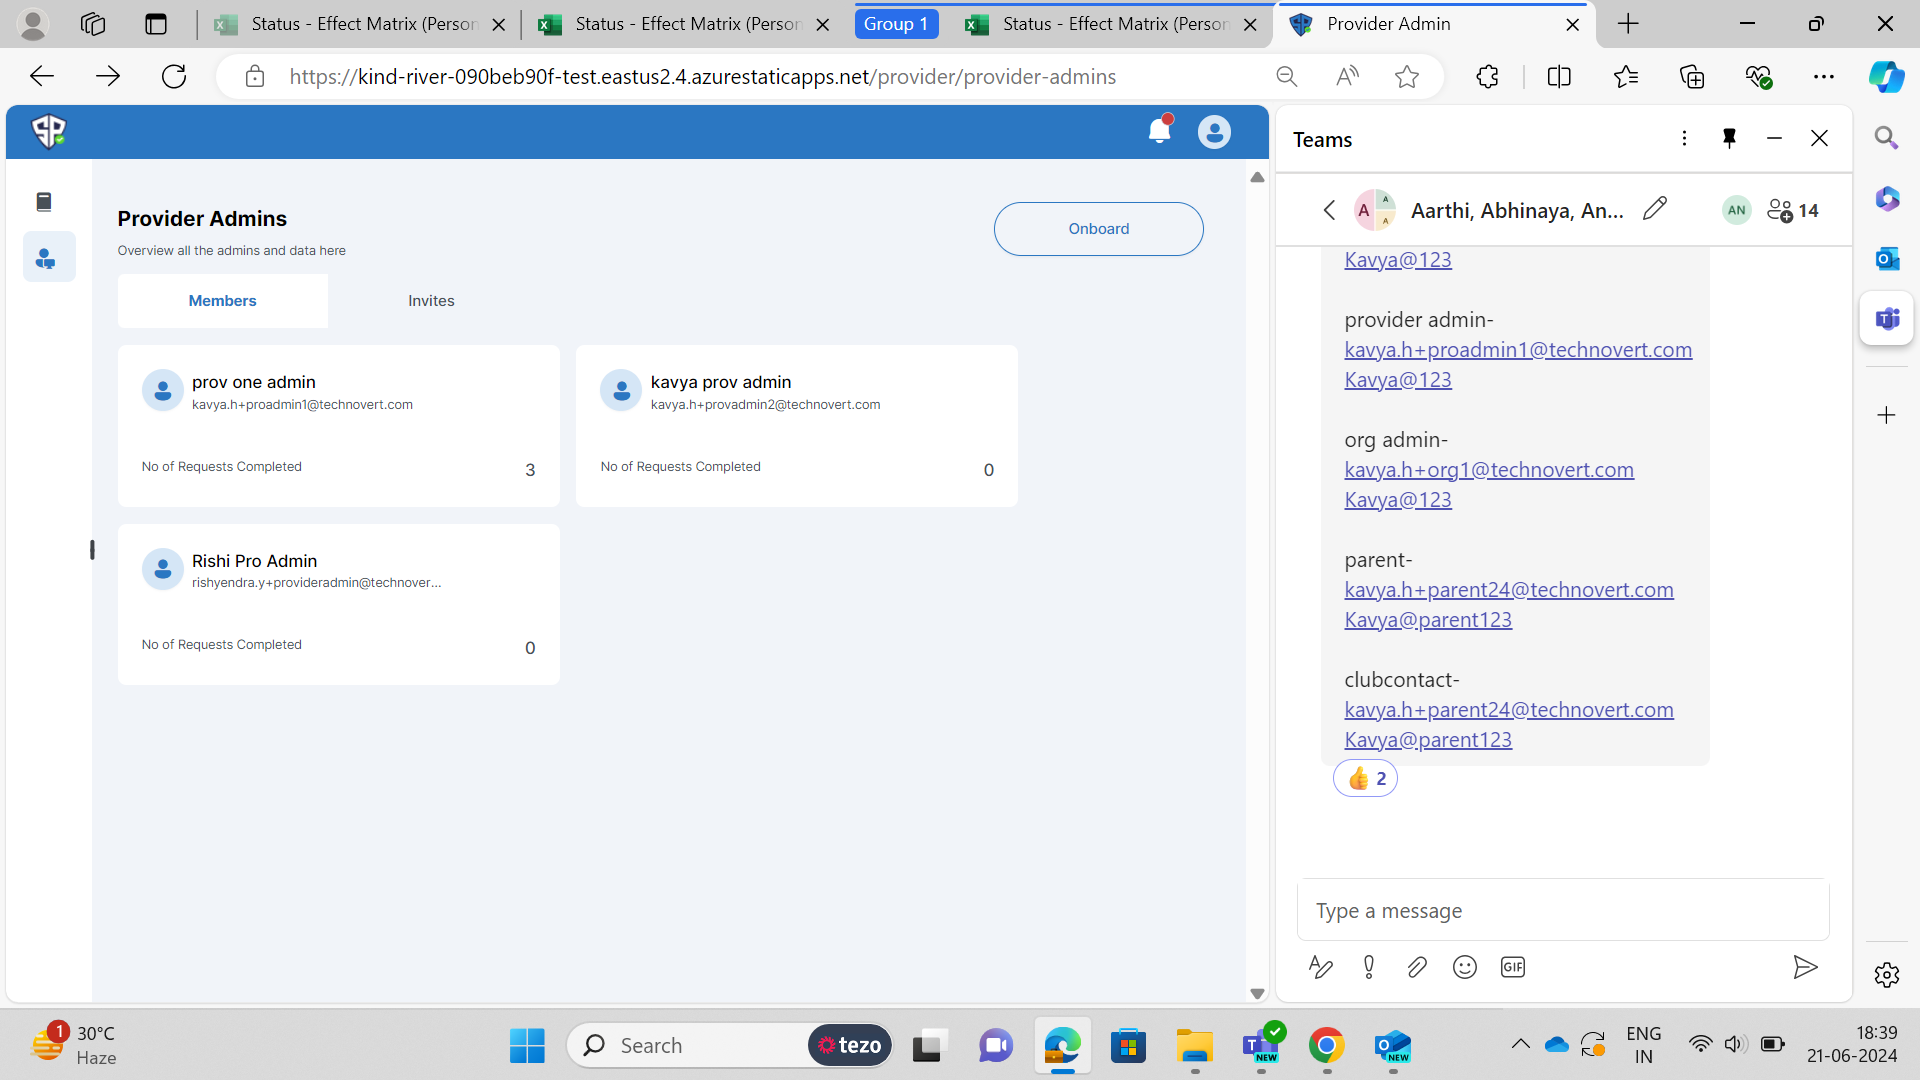 Status - Effect Matrix (Person
Status - Effect Matrix (Person
Group 1
Status - Effect Matrix (Person
Provider Admin
https://kind-river-090beb90f-test.eastus2.4.azurestaticapps.net/provider/provider-admins
SP
Provider Admins
Overview all the admins and data here
Onboard
Members
Invites
prov one admin
kavya.h+proadmin1@technovert.com
No of Requests Completed
3
kavya prov admin
kavya.h+provadmin2@technovert.com
No of Requests Completed
0
Rishi Pro Admin
rishyendra.y+provideradmin@technover...
No of Requests Completed
0
Teams
A
A
A
Aarthi, Abhinaya, An...
AN
14
Kavya@123
provider admin-
kavya.h+proadmin1@technovert.com
Kavya@123
org admin-
kavya.h+org1@technovert.com
Kavya@123
parent-
kavya.h+parent24@technovert.com
Kavya@parent123
clubcontact-
kavya.h+parent24@technovert.com
Kavya@parent123
👍 2
Type a message
GIF
1
30°C
Haze
Search
tezo
NEW
NEW
ENG
IN
18:39
21-06-2024